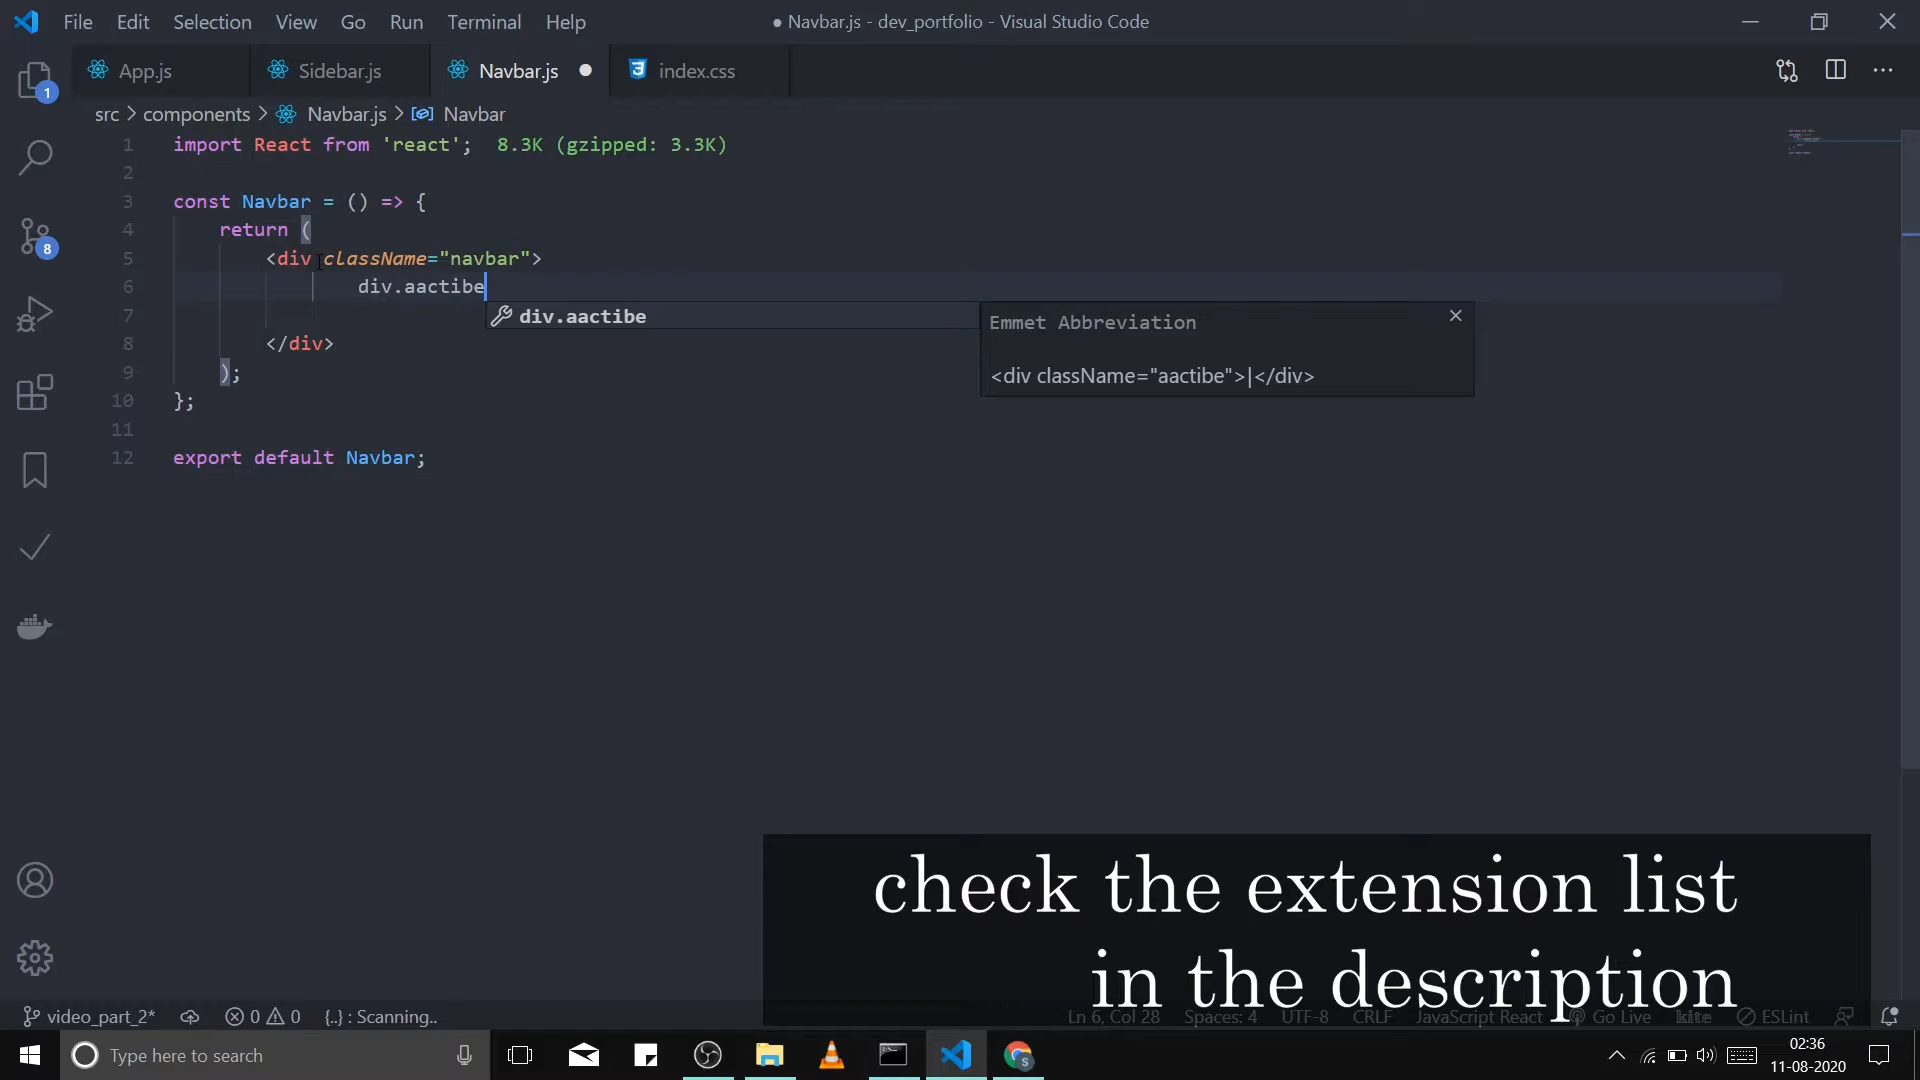 File Edit Selection View Go Run Terminal Help ● Navbar.js - dev_portfolio - Visual Studio Code
App.js Sidebar.js Navbar.js ● index.css
1
src > components > Navbar.js > Navbar
1 import React from 'react'; 8.3K (gzipped: 3.3K)
2
3 const Navbar = () => {
4 return (
5 <div className="navbar">
6 div.aactibe
7
8 </div>
9 );
10 };
11
12 export default Navbar;
8
div.aactibe
Emmet Abbreviation
<div className="aactibe">|</div>
check the extension list
in the description
video_part_2* 0 0 {..} : Scanning.. Ln 6, Col 28 Spaces: 4 UTF-8 CRLF JavaScript React Go Live kite ESLint
Type here to search
S
02:36
11-08-2020